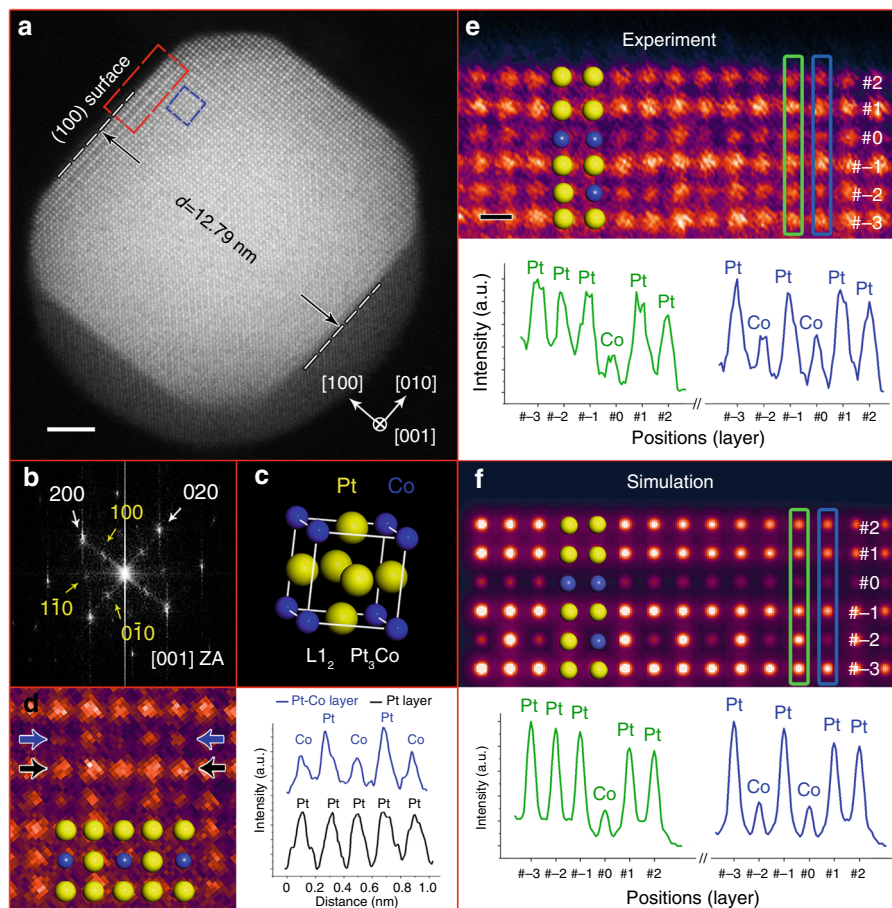 a
(100) surface
d=12.79 nm
[100]
[010]
[001]
b
200
020
100
11̄0
01̄0
[001] ZA
c
Pt
Co
L1₂ Pt₃Co
d
Pt-Co layer
Pt layer
Intensity (a.u.)
Pt Pt
Co Co Co
Pt Pt Pt Pt Pt
0 0.2 0.4 0.6 0.8 1.0
Distance (nm)
e
Experiment
#2
#1
#0
#–1
#–2
#–3
Intensity (a.u.)
Pt Pt Pt Co Pt Pt
Pt Co Pt Co Pt Pt
#–3 #–2 #–1 #0 #1 #2
//
#–3 #–2 #–1 #0 #1 #2
Positions (layer)
f
Simulation
#2
#1
#0
#–1
#–2
#–3
Intensity (a.u.)
Pt Pt Pt Co Pt Pt
Pt Co Pt Co Pt Pt
#–3 #–2 #–1 #0 #1 #2
//
#–3 #–2 #–1 #0 #1 #2
Positions (layer)